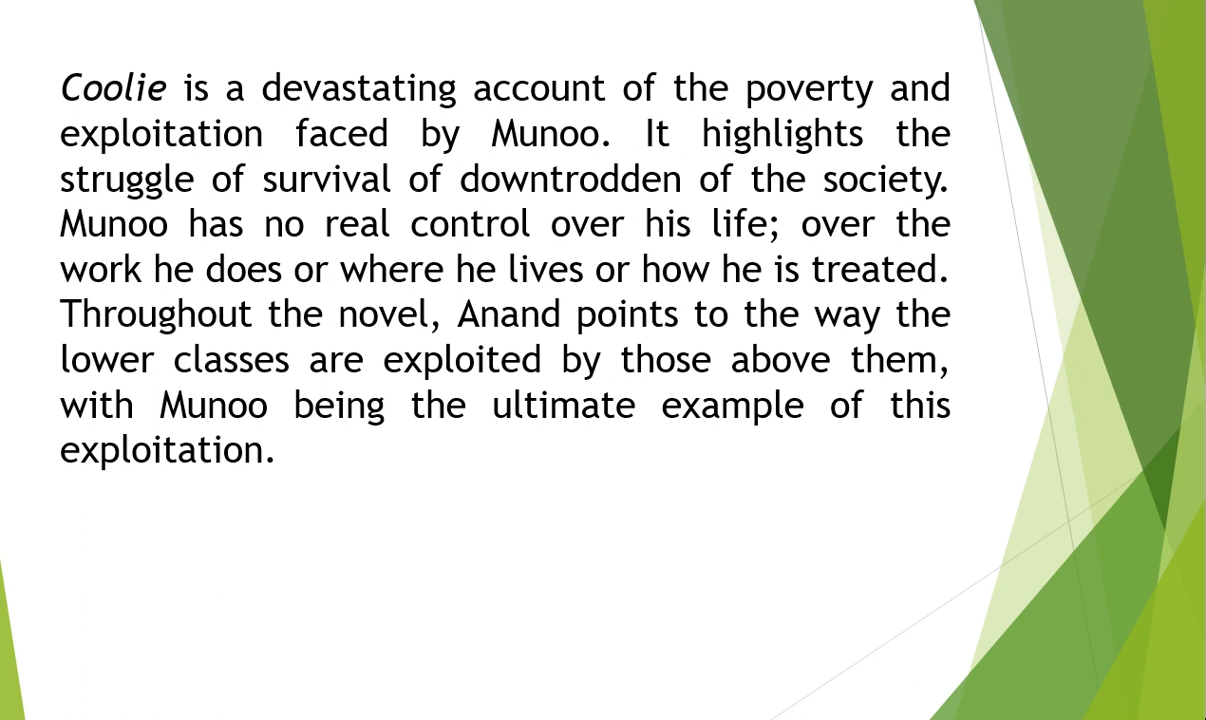 Coolie is a devastating account of the poverty and
exploitation faced by Munoo. It highlights the
struggle of survival of downtrodden of the society.
Munoo has no real control over his life; over the
work he does or where he lives or how he is treated.
Throughout the novel, Anand points to the way the
lower classes are exploited by those above them,
with Munoo being the ultimate example of this
exploitation.